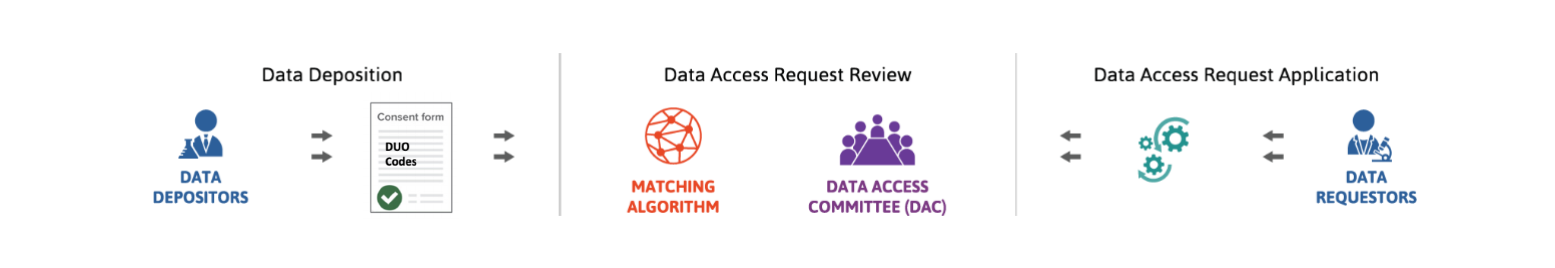 Data Deposition
Consent form
DUO
Codes
DATA
DEPOSITORS
Data Access Request Review
MATCHING
ALGORITHM
DATA ACCESS
COMMITTEE (DAC)
Data Access Request Application
DATA
REQUESTORS